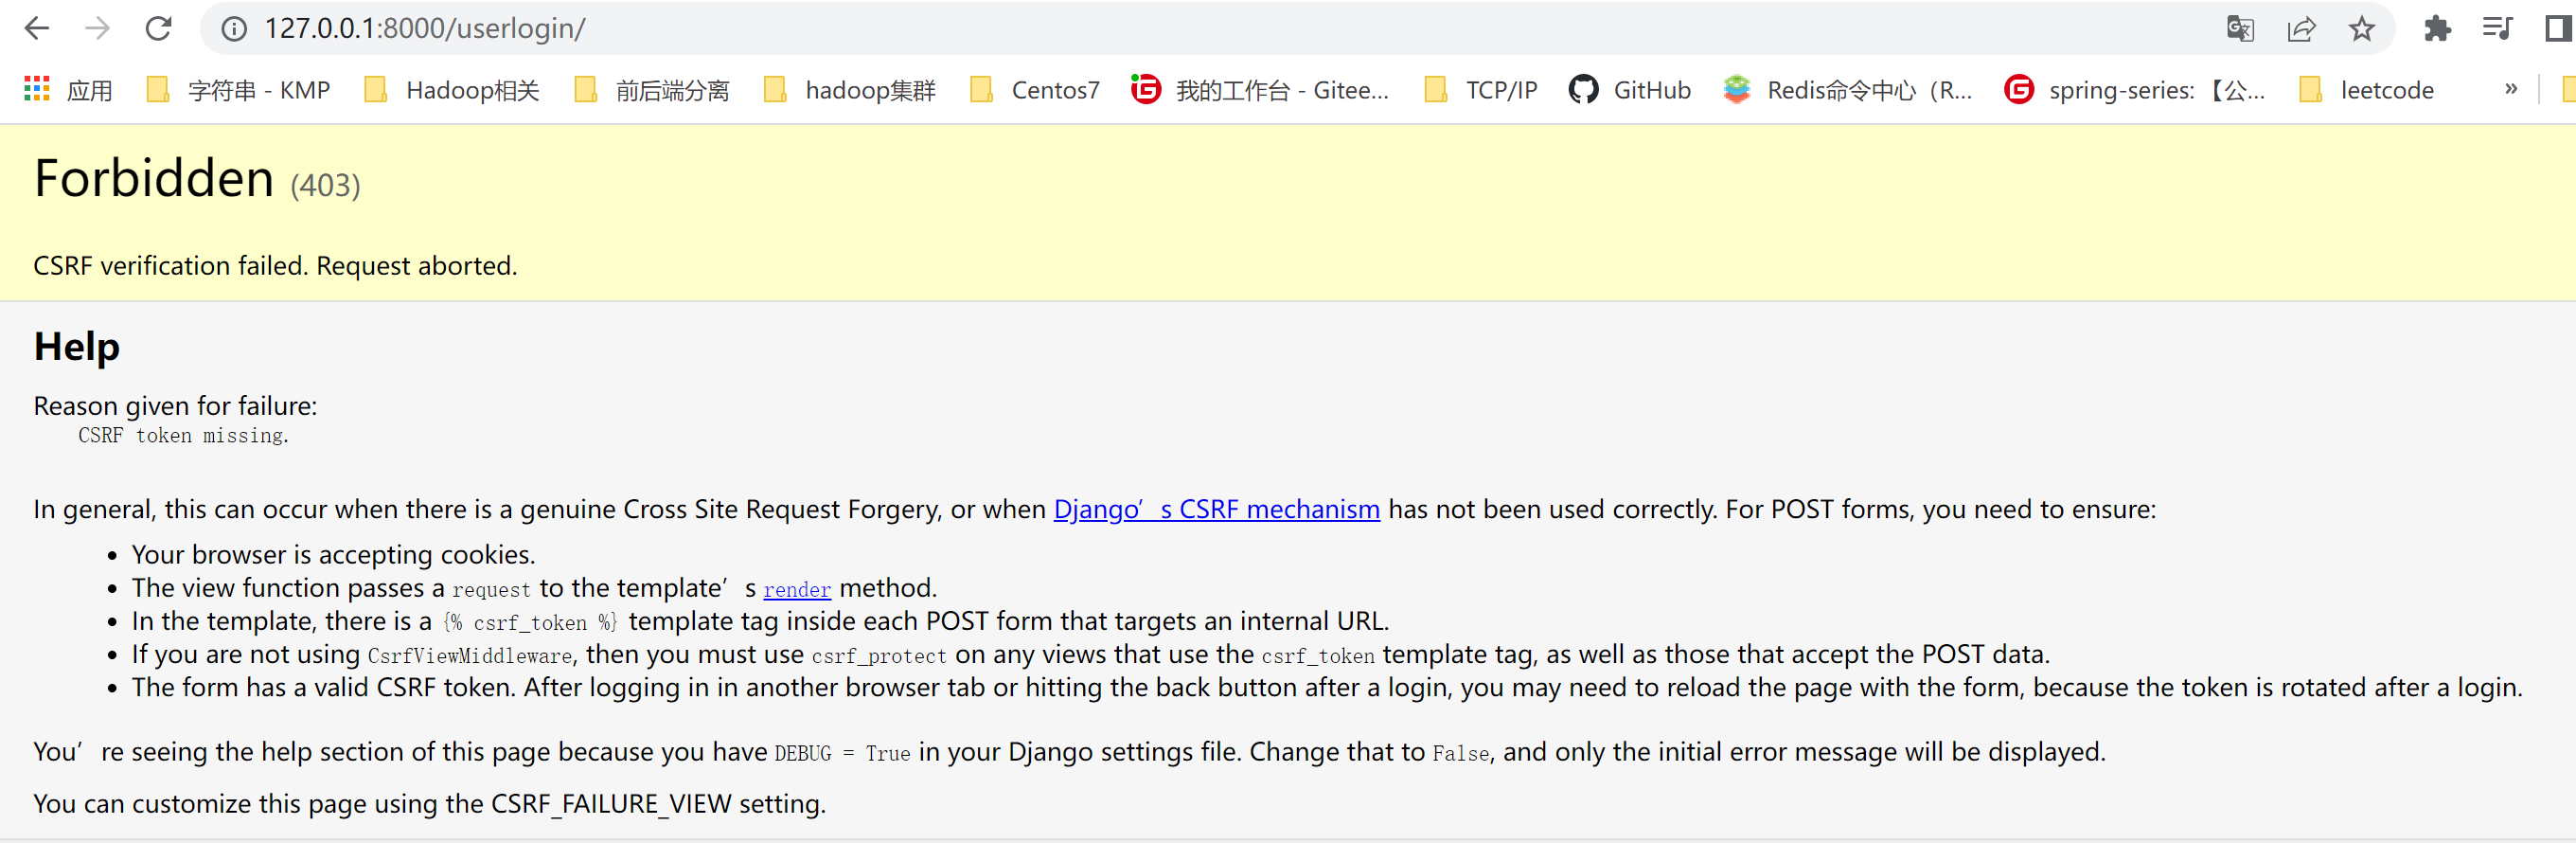 127.0.0.1:8000/userlogin/
应用 字符串 - KMP Hadoop相关 前后端分离 hadoop集群 Centos7 我的工作台 - Gitee... TCP/IP GitHub Redis命令中心（R... spring-series: 【公... leetcode »
Forbidden (403)
CSRF verification failed. Request aborted.
Help
Reason given for failure:
CSRF token missing.
In general, this can occur when there is a genuine Cross Site Request Forgery, or when Django’s CSRF mechanism has not been used correctly. For POST forms, you need to ensure:
• Your browser is accepting cookies.
• The view function passes a request to the template’s render method.
• In the template, there is a {% csrf_token %} template tag inside each POST form that targets an internal URL.
• If you are not using CsrfViewMiddleware, then you must use csrf_protect on any views that use the csrf_token template tag, as well as those that accept the POST data.
• The form has a valid CSRF token. After logging in in another browser tab or hitting the back button after a login, you may need to reload the page with the form, because the token is rotated after a login.
You’re seeing the help section of this page because you have DEBUG = True in your Django settings file. Change that to False, and only the initial error message will be displayed.
You can customize this page using the CSRF_FAILURE_VIEW setting.